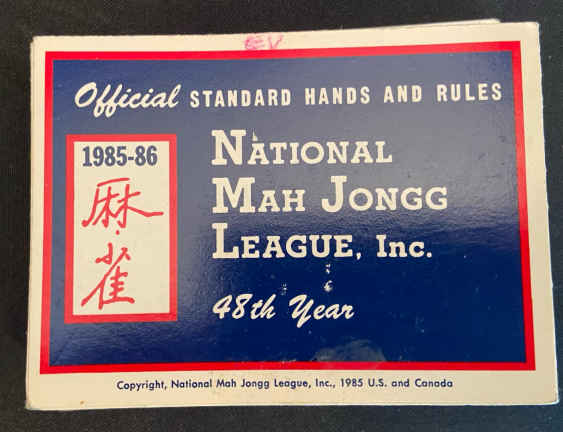 EV
Official STANDARD HANDS AND RULES
1985-86
麻
雀
NATIONAL
MAH JONGG
LEAGUE, INC.
48th Year
Copyright, National Mah Jongg League, Inc., 1985 U.S. and Canada